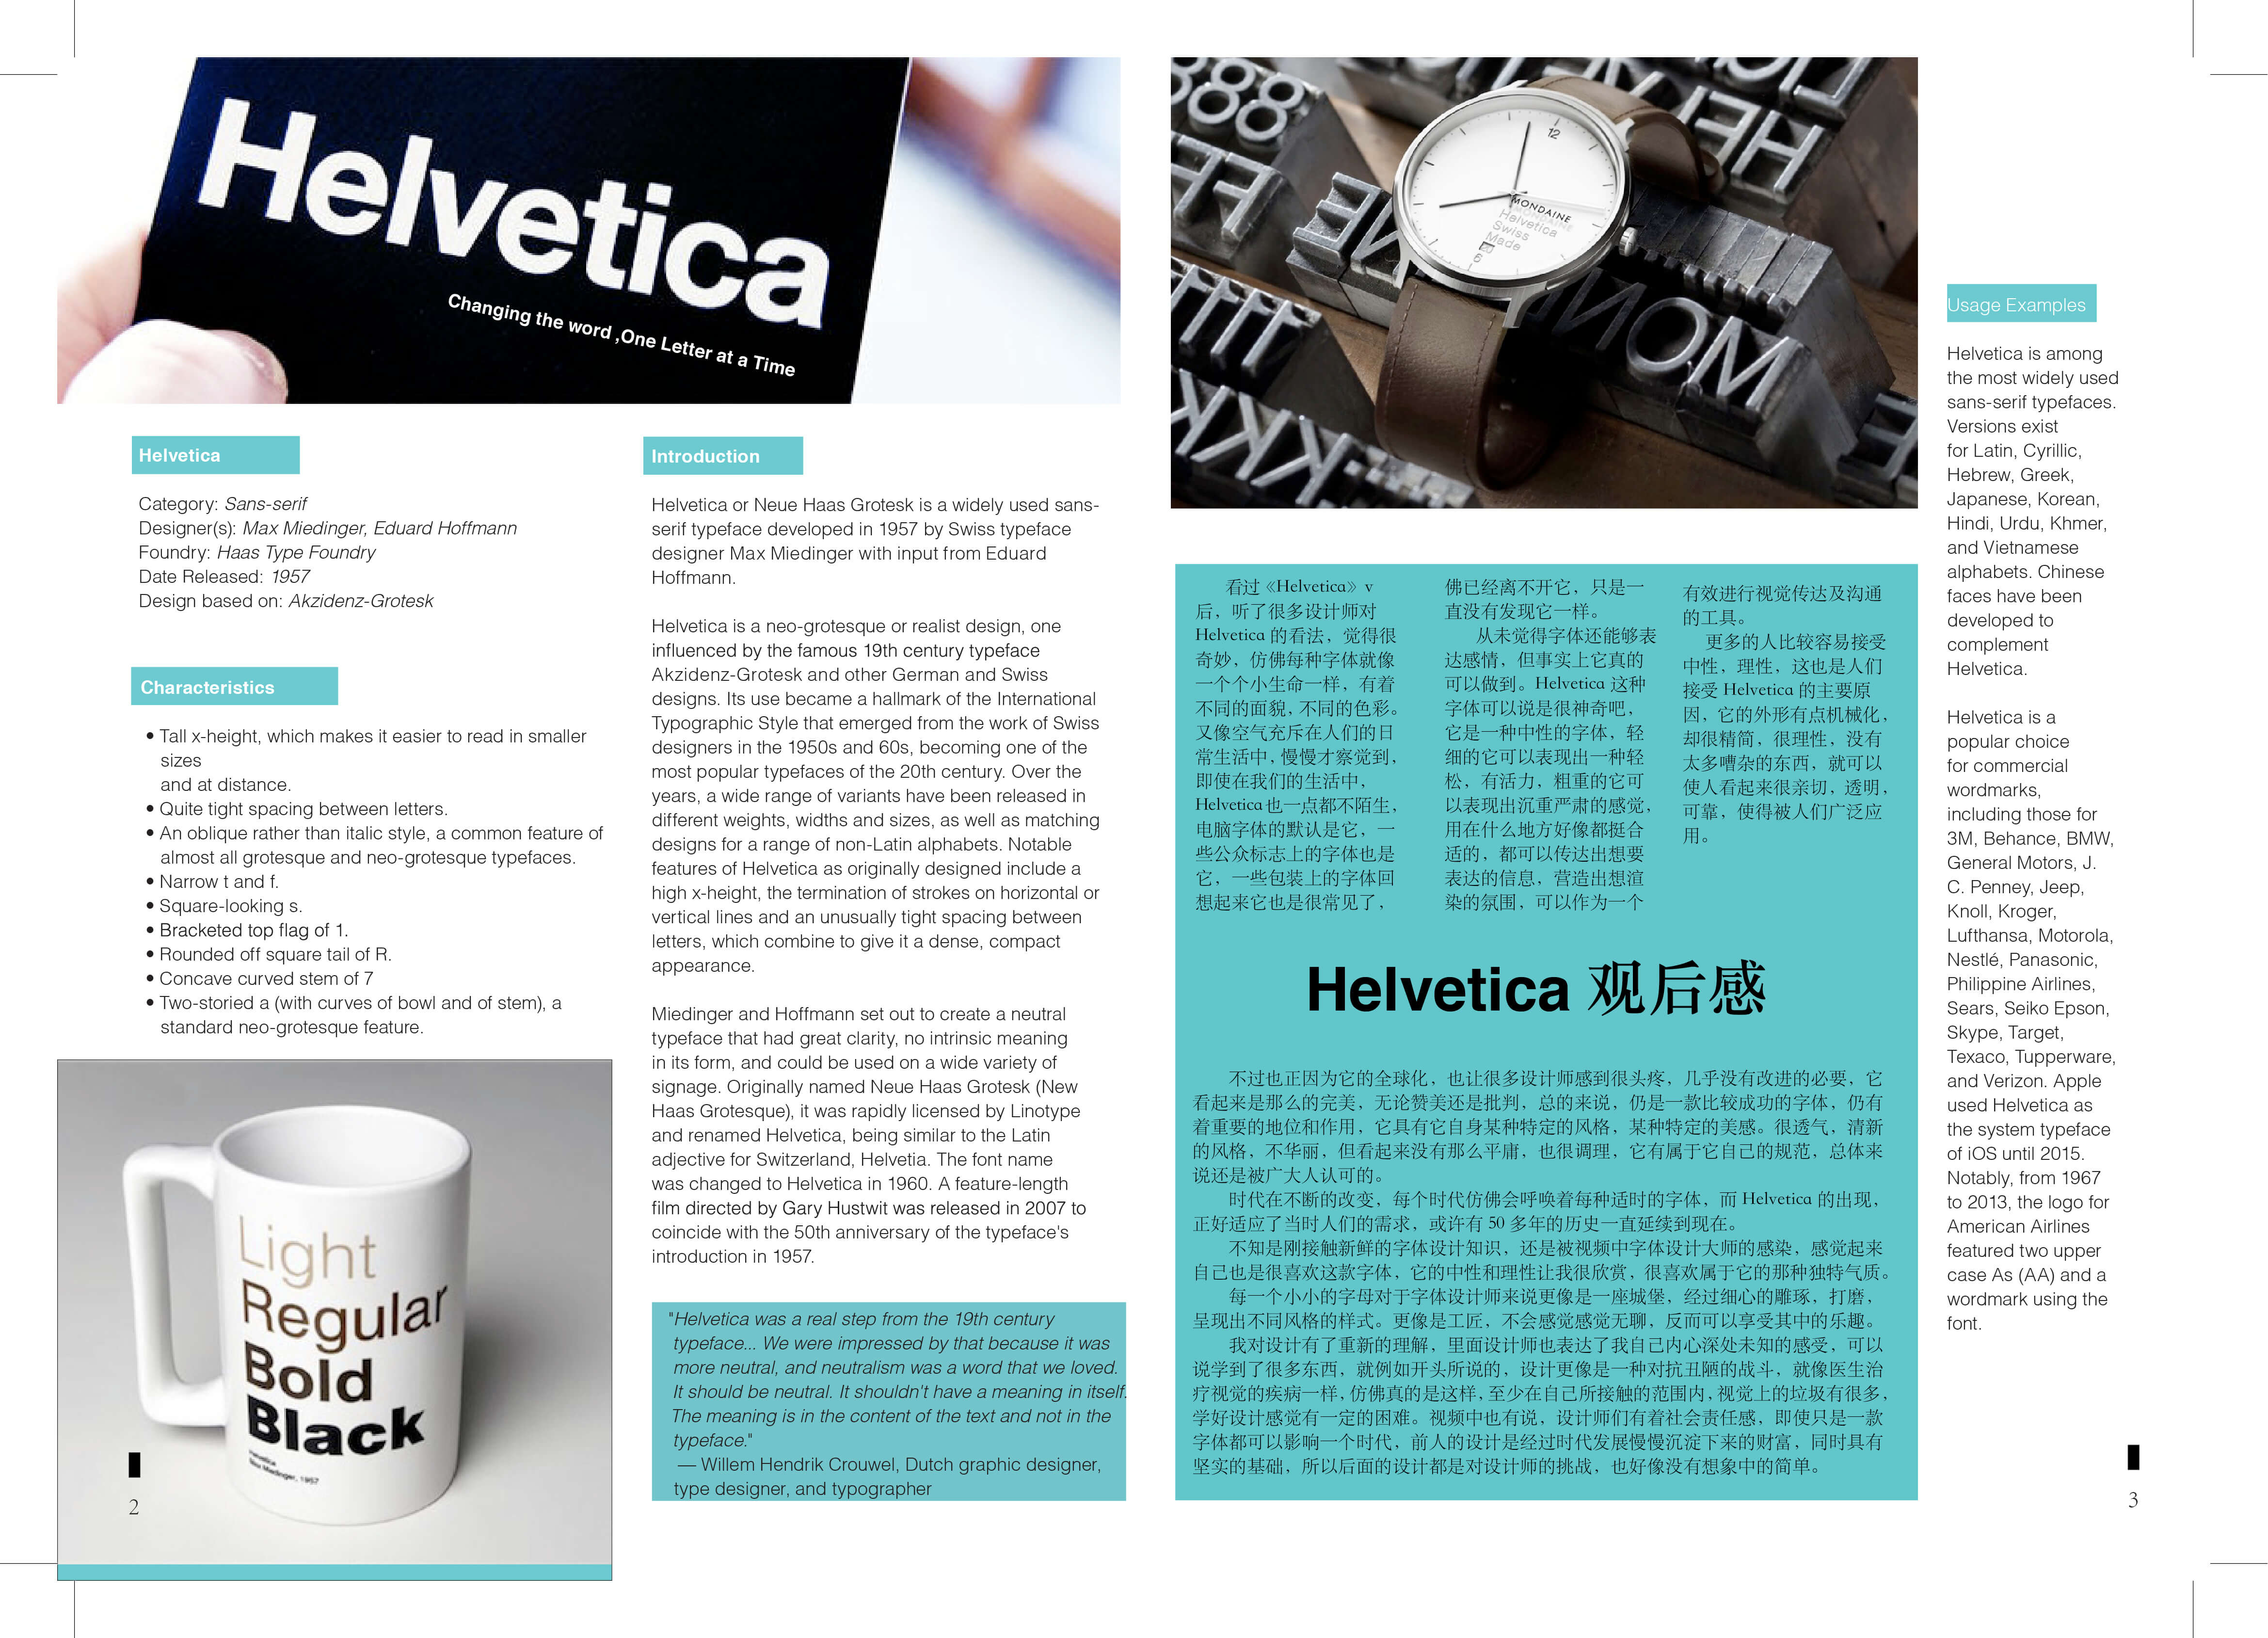 Helvetica
Changing the word ,One Letter at a Time
Helvetica
Category: Sans-serif
Designer(s): Max Miedinger, Eduard Hoffmann
Foundry: Haas Type Foundry
Date Released: 1957
Design based on: Akzidenz-Grotesk
Characteristics
• Tall x-height, which makes it easier to read in smaller
sizes
and at distance.
• Quite tight spacing between letters.
• An oblique rather than italic style, a common feature of
almost all grotesque and neo-grotesque typefaces.
• Narrow t and f.
• Square-looking s.
• Bracketed top flag of 1.
• Rounded off square tail of R.
• Concave curved stem of 7
• Two-storied a (with curves of bowl and of stem), a
standard neo-grotesque feature.
Light
Regular
Bold
Black
Helvetica
Max Miedinger, 1957
2
Introduction
Helvetica or Neue Haas Grotesk is a widely used sans-
serif typeface developed in 1957 by Swiss typeface
designer Max Miedinger with input from Eduard
Hoffmann.
Helvetica is a neo-grotesque or realist design, one
influenced by the famous 19th century typeface
Akzidenz-Grotesk and other German and Swiss
designs. Its use became a hallmark of the International
Typographic Style that emerged from the work of Swiss
designers in the 1950s and 60s, becoming one of the
most popular typefaces of the 20th century. Over the
years, a wide range of variants have been released in
different weights, widths and sizes, as well as matching
designs for a range of non-Latin alphabets. Notable
features of Helvetica as originally designed include a
high x-height, the termination of strokes on horizontal or
vertical lines and an unusually tight spacing between
letters, which combine to give it a dense, compact
appearance.
Miedinger and Hoffmann set out to create a neutral
typeface that had great clarity, no intrinsic meaning
in its form, and could be used on a wide variety of
signage. Originally named Neue Haas Grotesk (New
Haas Grotesque), it was rapidly licensed by Linotype
and renamed Helvetica, being similar to the Latin
adjective for Switzerland, Helvetia. The font name
was changed to Helvetica in 1960. A feature-length
film directed by Gary Hustwit was released in 2007 to
coincide with the 50th anniversary of the typeface's
introduction in 1957.
"Helvetica was a real step from the 19th century
typeface... We were impressed by that because it was
more neutral, and neutralism was a word that we loved.
It should be neutral. It shouldn't have a meaning in itself.
The meaning is in the content of the text and not in the
typeface."
— Willem Hendrik Crouwel, Dutch graphic designer,
type designer, and typographer
12
MONDAINE
Helvetica
Swiss
Made
6
看过《Helvetica》v
后，听了很多设计师对
Helvetica 的看法，觉得很
奇妙，仿佛每种字体就像
一个个小生命一样，有着
不同的面貌，不同的色彩。
又像空气充斥在人们的日
常生活中，慢慢才察觉到，
即使在我们的生活中，
Helvetica也一点都不陌生，
电脑字体的默认是它，一
些公众标志上的字体也是
它，一些包装上的字体回
想起来它也是很常见了，
佛已经离不开它，只是一
直没有发现它一样。
从未觉得字体还能够表
达感情，但事实上它真的
可以做到。Helvetica 这种
字体可以说是很神奇吧，
它是一种中性的字体，轻
细的它可以表现出一种轻
松，有活力，粗重的它可
以表现出沉重严肃的感觉，
用在什么地方好像都挺合
适的，都可以传达出想要
表达的信息，营造出想渲
染的氛围，可以作为一个
有效进行视觉传达及沟通
的工具。
更多的人比较容易接受
中性，理性，这也是人们
接受 Helvetica 的主要原
因，它的外形有点机械化，
却很精简，很理性，没有
太多嘈杂的东西，就可以
使人看起来很亲切，透明，
可靠，使得被人们广泛应
用。
Helvetica 观后感
不过也正因为它的全球化，也让很多设计师感到很头疼，几乎没有改进的必要，它
看起来是那么的完美，无论赞美还是批判，总的来说，仍是一款比较成功的字体，仍有
着重要的地位和作用，它具有它自身某种特定的风格，某种特定的美感。很透气，清新
的风格，不华丽，但看起来没有那么平庸，也很调理，它有属于它自己的规范，总体来
说还是被广大人认可的。
时代在不断的改变，每个时代仿佛会呼唤着每种适时的字体，而 Helvetica 的出现，
正好适应了当时人们的需求，或许有 50 多年的历史一直延续到现在。
不知是刚接触新鲜的字体设计知识，还是被视频中字体设计大师的感染，感觉起来
自己也是很喜欢这款字体，它的中性和理性让我很欣赏，很喜欢属于它的那种独特气质。
每一个小小的字母对于字体设计师来说更像是一座城堡，经过细心的雕琢，打磨，
呈现出不同风格的样式。更像是工匠，不会感觉感觉无聊，反而可以享受其中的乐趣。
我对设计有了重新的理解，里面设计师也表达了我自己内心深处未知的感受，可以
说学到了很多东西，就例如开头所说的，设计更像是一种对抗丑陋的战斗，就像医生治
疗视觉的疾病一样，仿佛真的是这样，至少在自己所接触的范围内，视觉上的垃圾有很多，
学好设计感觉有一定的困难。视频中也有说，设计师们有着社会责任感，即使只是一款
字体都可以影响一个时代，前人的设计是经过时代发展慢慢沉淀下来的财富，同时具有
坚实的基础，所以后面的设计都是对设计师的挑战，也好像没有想象中的简单。
Usage Examples
Helvetica is among
the most widely used
sans-serif typefaces.
Versions exist
for Latin, Cyrillic,
Hebrew, Greek,
Japanese, Korean,
Hindi, Urdu, Khmer,
and Vietnamese
alphabets. Chinese
faces have been
developed to
complement
Helvetica.
Helvetica is a
popular choice
for commercial
wordmarks,
including those for
3M, Behance, BMW,
General Motors, J.
C. Penney, Jeep,
Knoll, Kroger,
Lufthansa, Motorola,
Nestlé, Panasonic,
Philippine Airlines,
Sears, Seiko Epson,
Skype, Target,
Texaco, Tupperware,
and Verizon. Apple
used Helvetica as
the system typeface
of iOS until 2015.
Notably, from 1967
to 2013, the logo for
American Airlines
featured two upper
case As (AA) and a
wordmark using the
font.
3